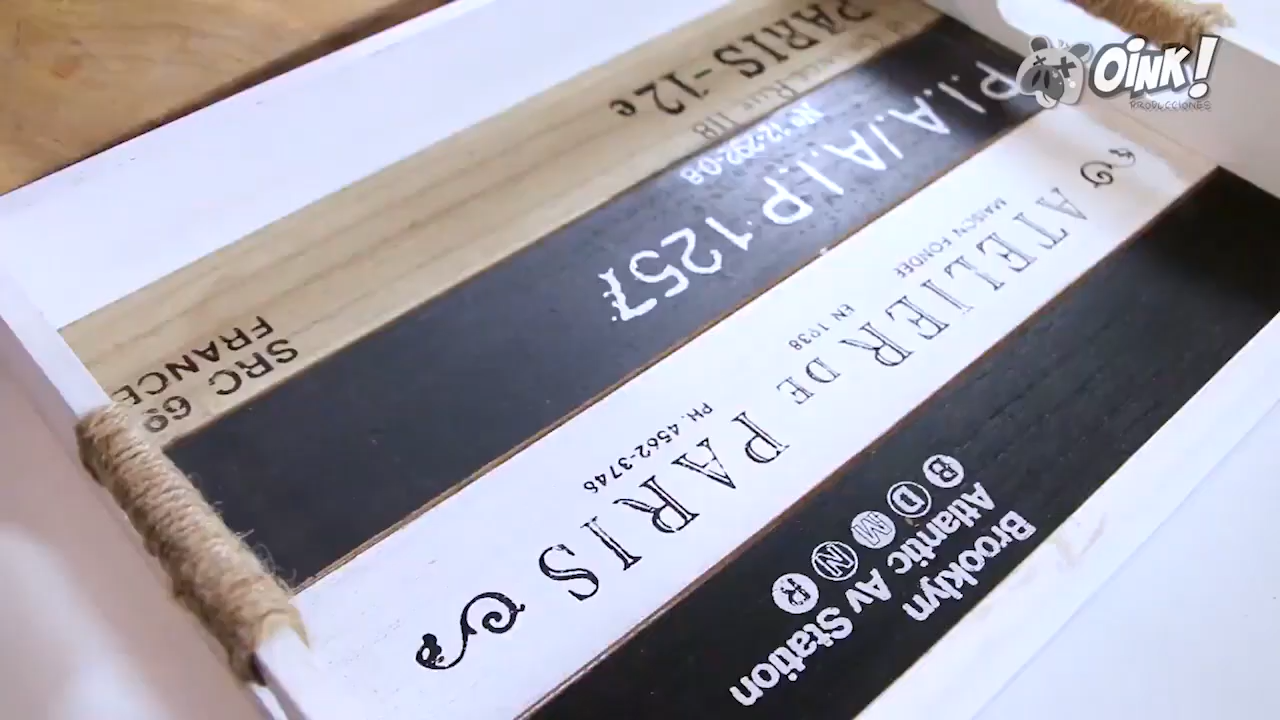 PARIS-12e
Rue 118
SRC 69
FRANCE
P.I.A./A.I.P 1257
Nº 12-292-08
ATELIER DE PARIS
MAISON FONDEE
EN 1938
PH. 4562-3746
Brooklyn
Atlantic Av Station
B D M N R
OINK!
PRODUCCIONES